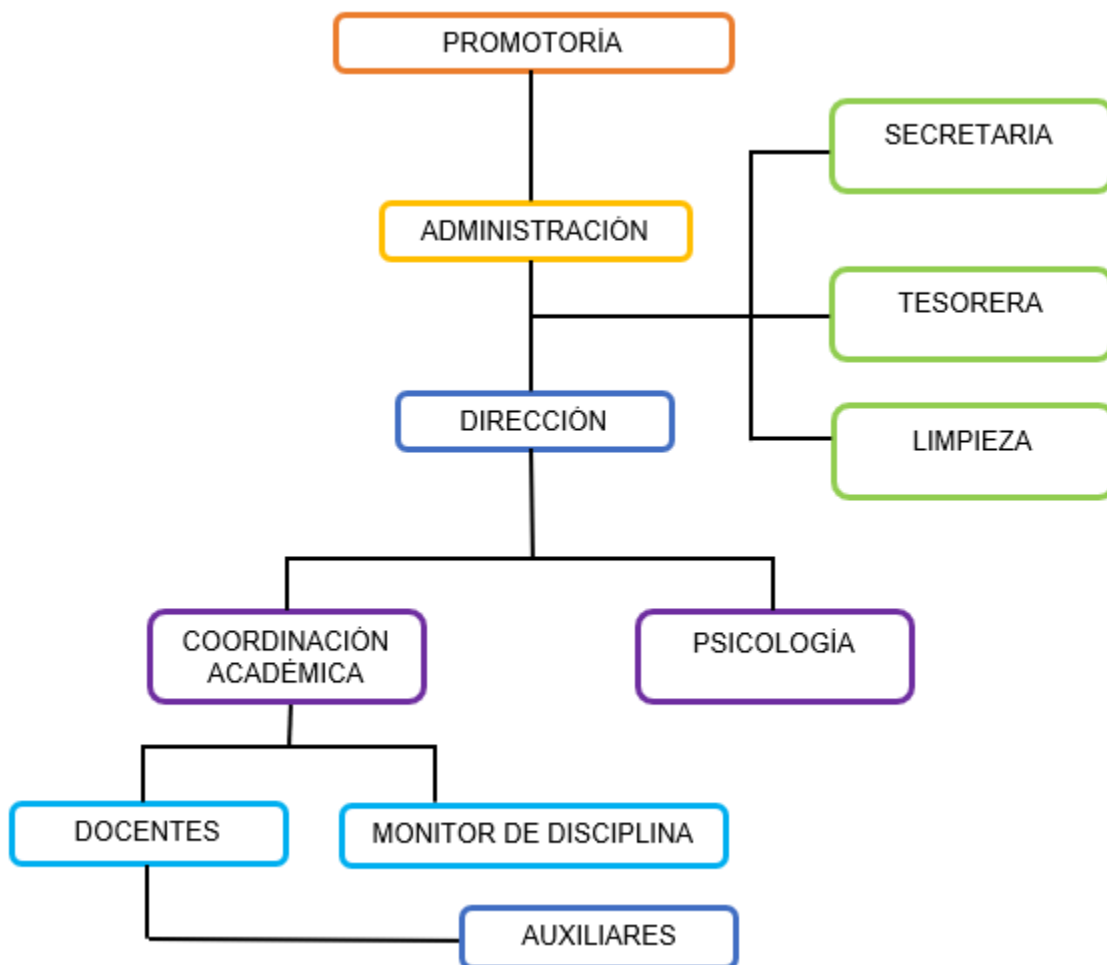 PROMOTORÍA
SECRETARIA
ADMINISTRACIÓN
TESORERA
DIRECCIÓN
LIMPIEZA
COORDINACIÓN
ACADÉMICA
PSICOLOGÍA
DOCENTES
MONITOR DE DISCIPLINA
AUXILIARES